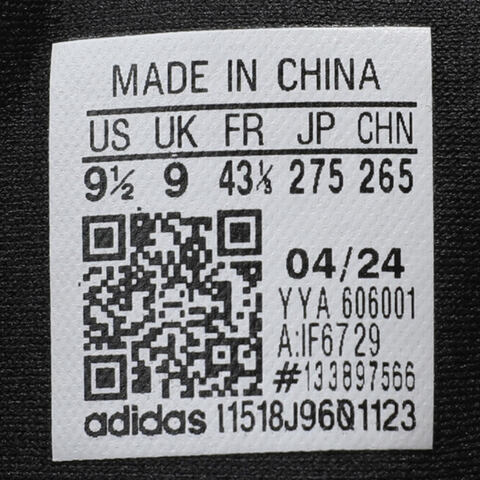 MADE IN CHINA
US UK FR JP CHN
9½ 9 43⅓ 275 265
04/24
YYA 606001
A:IF6729
#133897566
adidas I1518J960Q1123